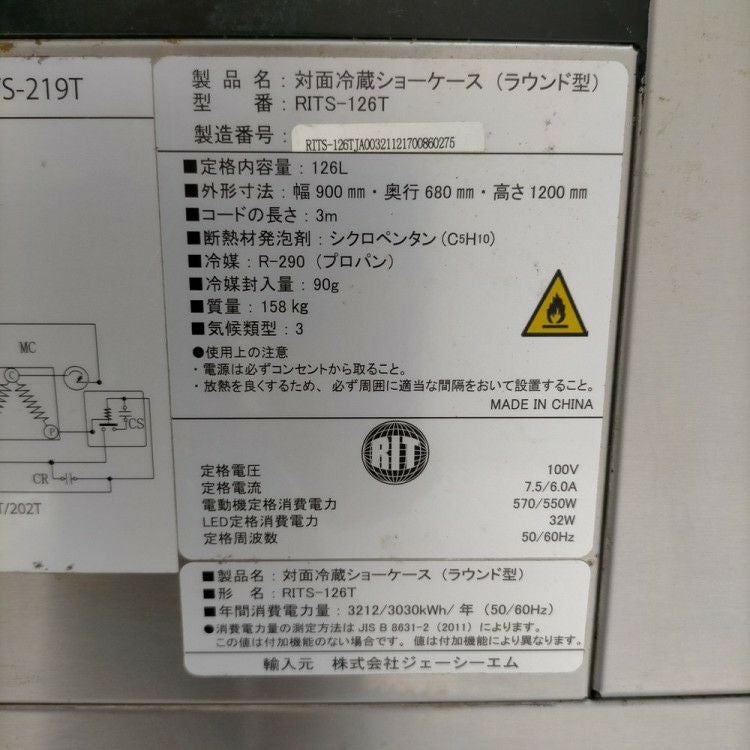 S-219T
MC
C
P
CS
CR
T/202T
製品名：対面冷蔵ショーケース（ラウンド型）
型　番：RITS-126T
製造番号：RITS-126TJA00321121700860275
■定格内容量：126L
■外形寸法：幅 900 mm・奥行 680 mm・高さ 1200 mm
■コードの長さ：3m
■断熱材発泡剤：シクロペンタン（C5H10）
■冷媒：R-290（プロパン）
■冷媒封入量：90g
■質量：158 kg
■気候類型：3
●使用上の注意
・電源は必ずコンセントから取ること。
・放熱を良くするため、必ず周囲に適当な間隔をおいて設置すること。
MADE IN CHINA
RIT
定格電圧 100V
定格電流 7.5/6.0A
電動機定格消費電力 570/550W
LED定格消費電力 32W
定格周波数 50/60Hz
■製品名：対面冷蔵ショーケース（ラウンド型）
■形　名：RITS-126T
■年間消費電力量：3212/3030kWh/年（50/60Hz）
●消費電力量の測定方法は JIS B 8631-2（2011）によります。
この値は付加機能のない場合です。値は付加機能により異なります。
輸入元　株式会社ジェーシーエム